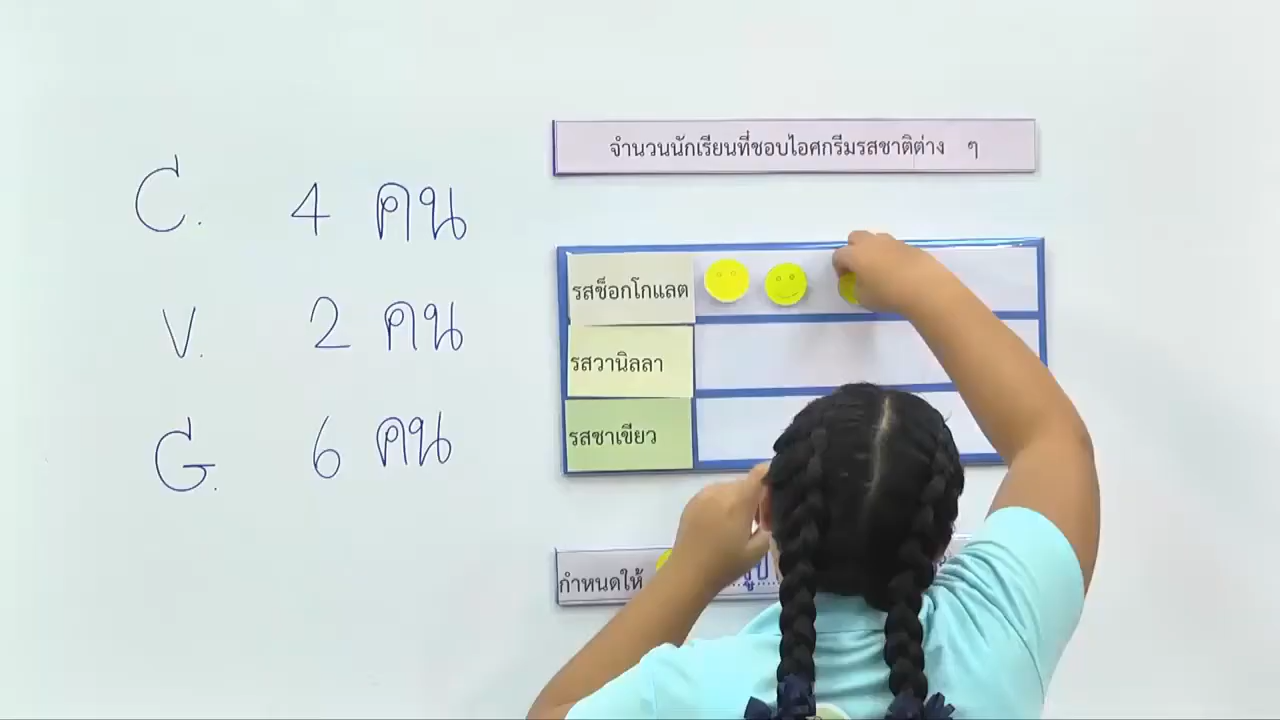 C. 4 คน
V. 2 คน
G. 6 คน
จำนวนนักเรียนที่ชอบไอศกรีมรสชาติต่าง ๆ
รสช็อกโกแลต
รสวานิลลา
รสชาเขียว
กำหนดให้ รูป